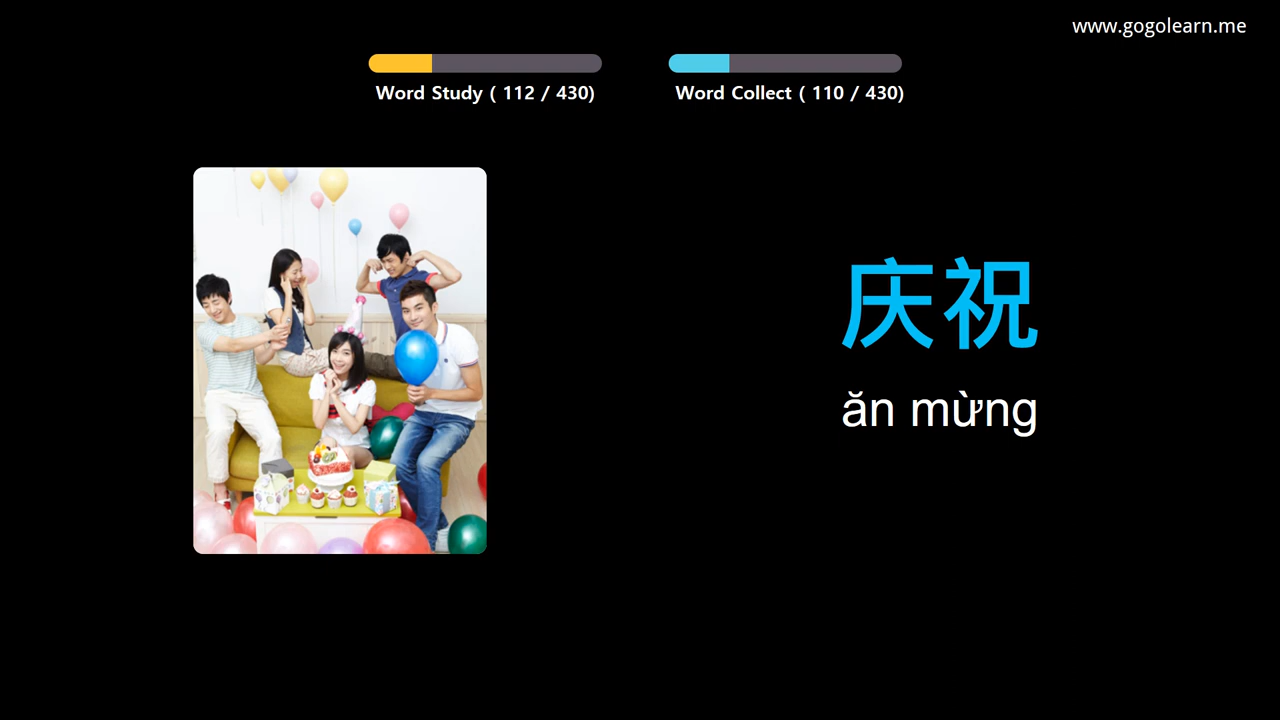 www.gogolearn.me
Word Study ( 112 / 430)
Word Collect ( 110 / 430)
庆祝
ăn mừng